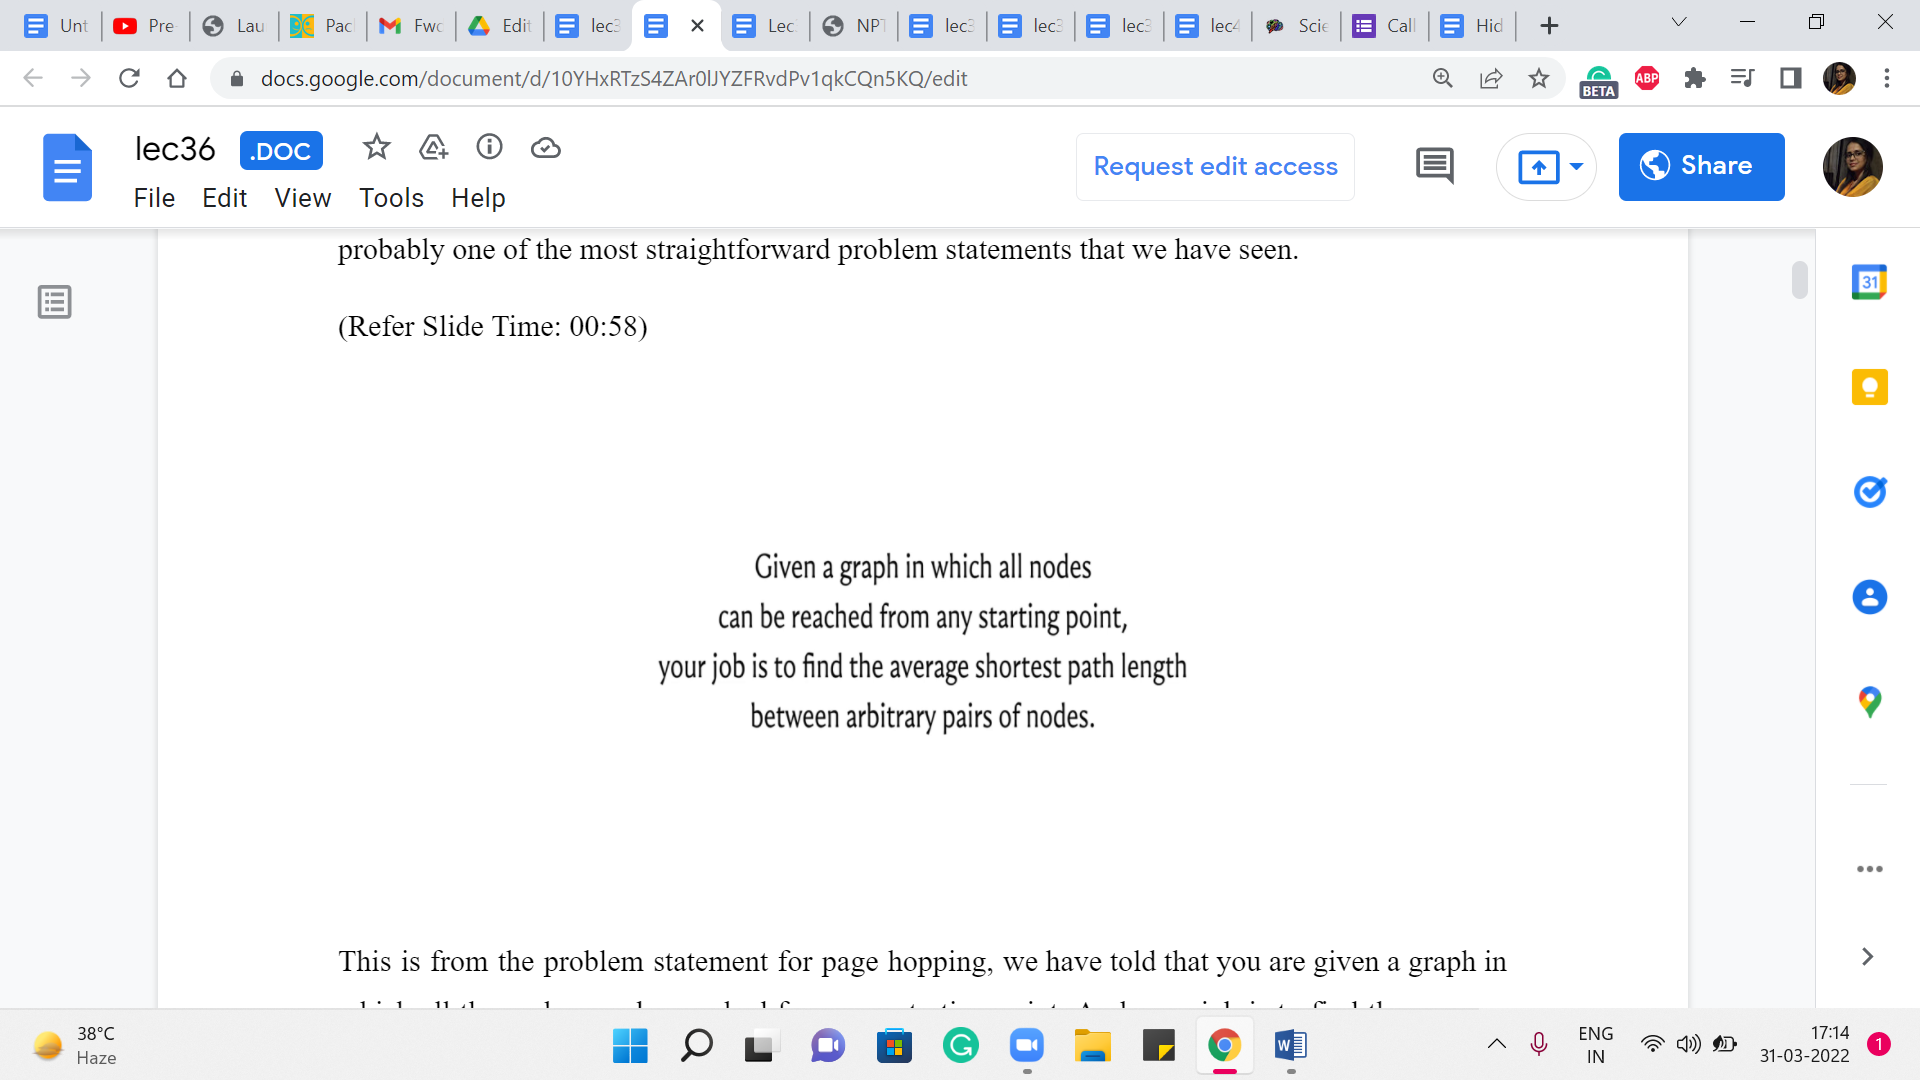 Unt
Pre
Lau
Pac
Fwc
Edit
lec3
Lec
NPT
lec3
lec3
lec3
lec4
Scie
Call
Hid
docs.google.com/document/d/10YHxRTzS4ZAr0lJYZFRvdPv1qkCQn5KQ/edit
BETA
ABP
lec36
.DOC
Request edit access
Share
File Edit View Tools Help
probably one of the most straightforward problem statements that we have seen.
(Refer Slide Time: 00:58)
31
Given a graph in which all nodes
can be reached from any starting point,
your job is to find the average shortest path length
between arbitrary pairs of nodes.
This is from the problem statement for page hopping, we have told that you are given a graph in
38°C
Haze
ENG
IN
17:14
31-03-2022
1